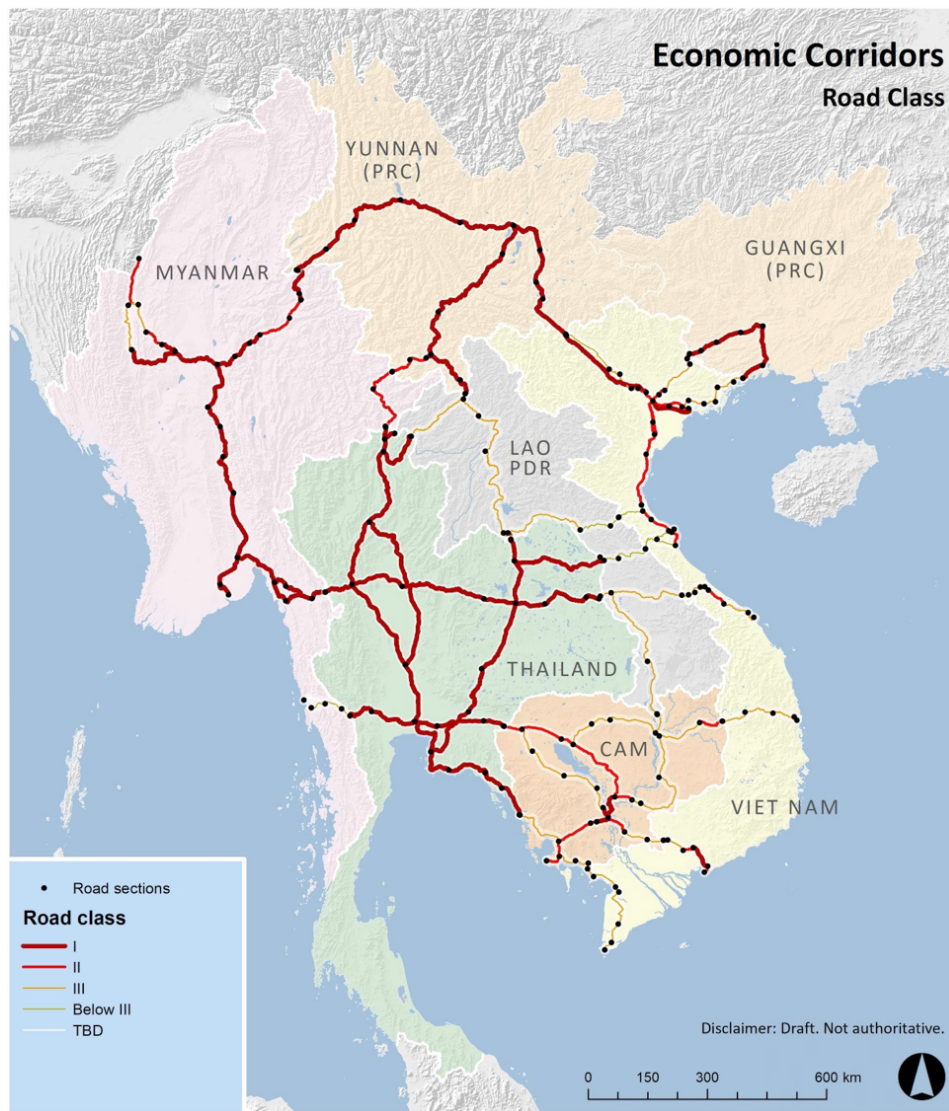 Economic Corridors
Road Class
YUNNAN
(PRC)
GUANGXI
(PRC)
MYANMAR
LAO
PDR
THAILAND
CAM
VIET NAM
Road sections
Road class
I
II
III
Below III
TBD
Disclaimer: Draft. Not authoritative.
0 150 300 600 km